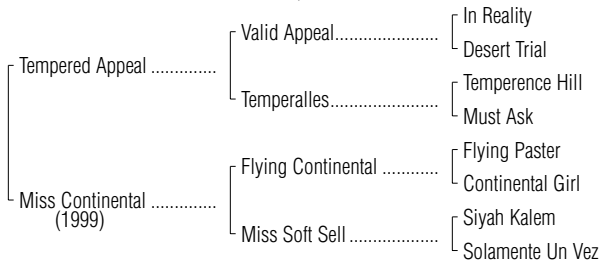 In Reality
Valid Appeal........................
Desert Trial
Tempered Appeal ...............
Temperence Hill
Temperalles.........................
Must Ask
Flying Paster
Flying Continental .............
Continental Girl
Miss Continental ...............
(1999)
Siyah Kalem
Miss Soft Sell.....................
Solamente Un Vez